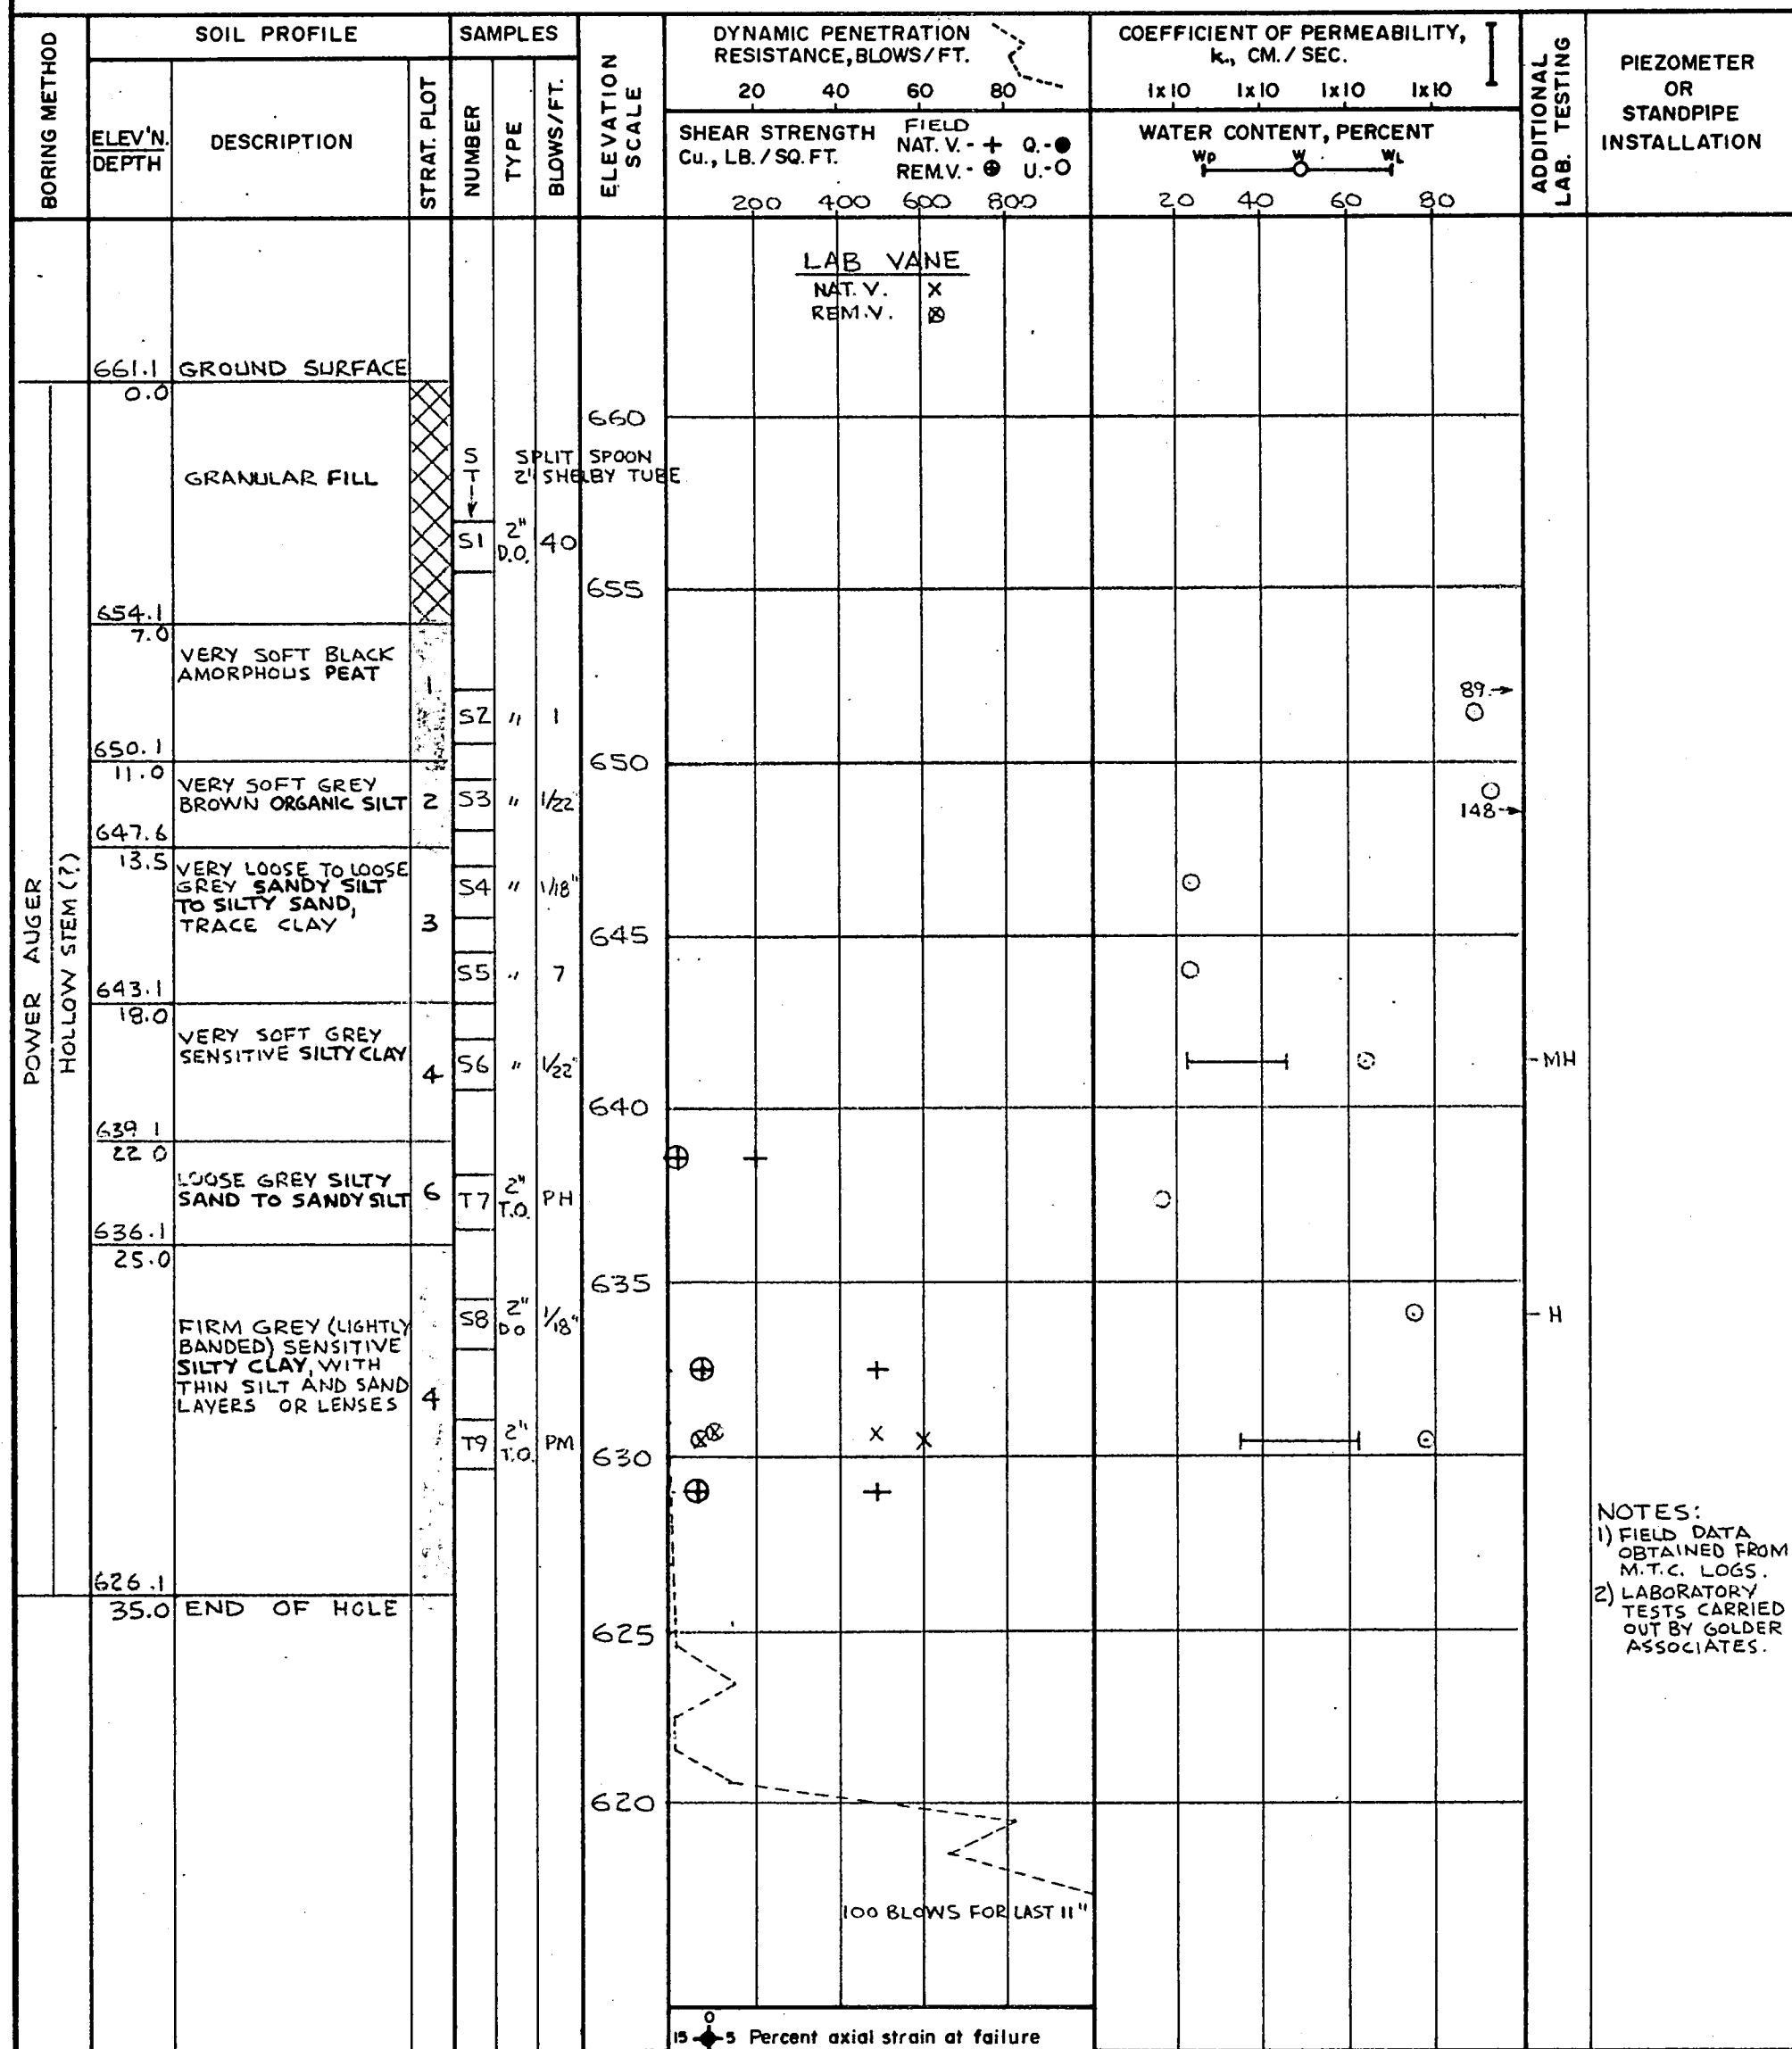 BORING METHOD
SOIL PROFILE
ELEV'N.
DEPTH
DESCRIPTION
STRAT. PLOT
SAMPLES
NUMBER
TYPE
BLOWS/FT.
ELEVATION
SCALE
DYNAMIC PENETRATION
RESISTANCE, BLOWS/FT.
20 40 60 80
SHEAR STRENGTH
Cu., LB./SQ. FT.
FIELD
NAT. V. - + Q. - ●
REM.V. - ⊕ U. - O
200 400 600 800
COEFFICIENT OF PERMEABILITY,
k., CM./SEC.
1x10 1x10 1x10 1x10
WATER CONTENT, PERCENT
Wp W WL
20 40 60 80
ADDITIONAL
LAB. TESTING
PIEZOMETER
OR
STANDPIPE
INSTALLATION
LAB VANE
NAT. V. x
REM.V. ⊗
661.1 GROUND SURFACE
0.0
660
GRANULAR FILL
S SPLIT SPOON
T 2" SHELBY TUBE
S1 2" D.O. 40
655
654.1
7.0
VERY SOFT BLACK
AMORPHOUS PEAT
1
89
S2 " 1
650.1
11.0
650
VERY SOFT GREY
BROWN ORGANIC SILT
2
S3 " 1/22"
148
647.6
13.5
VERY LOOSE TO LOOSE
GREY SANDY SILT
TO SILTY SAND,
TRACE CLAY
3
S4 " 1/18"
645
S5 " 7
643.1
18.0
VERY SOFT GREY
SENSITIVE SILTY CLAY
4
S6 " 1/22"
MH
640
639.1
22.0
LOOSE GREY SILTY
SAND TO SANDY SILT
6
T7 2" T.O. PH
636.1
25.0
635
S8 2" DO 1/18"
H
FIRM GREY (LIGHTLY
BANDED) SENSITIVE
SILTY CLAY, WITH
THIN SILT AND SAND
LAYERS OR LENSES
4
T9 2" T.O. PM
630
626.1
35.0 END OF HOLE
625
620
POWER AUGER
HOLLOW STEM (?)
NOTES:
1) FIELD DATA
OBTAINED FROM
M.T.C. LOGS.
2) LABORATORY
TESTS CARRIED
OUT BY GOLDER
ASSOCIATES.
100 BLOWS FOR LAST 11"
0
15 5 Percent axial strain at failure